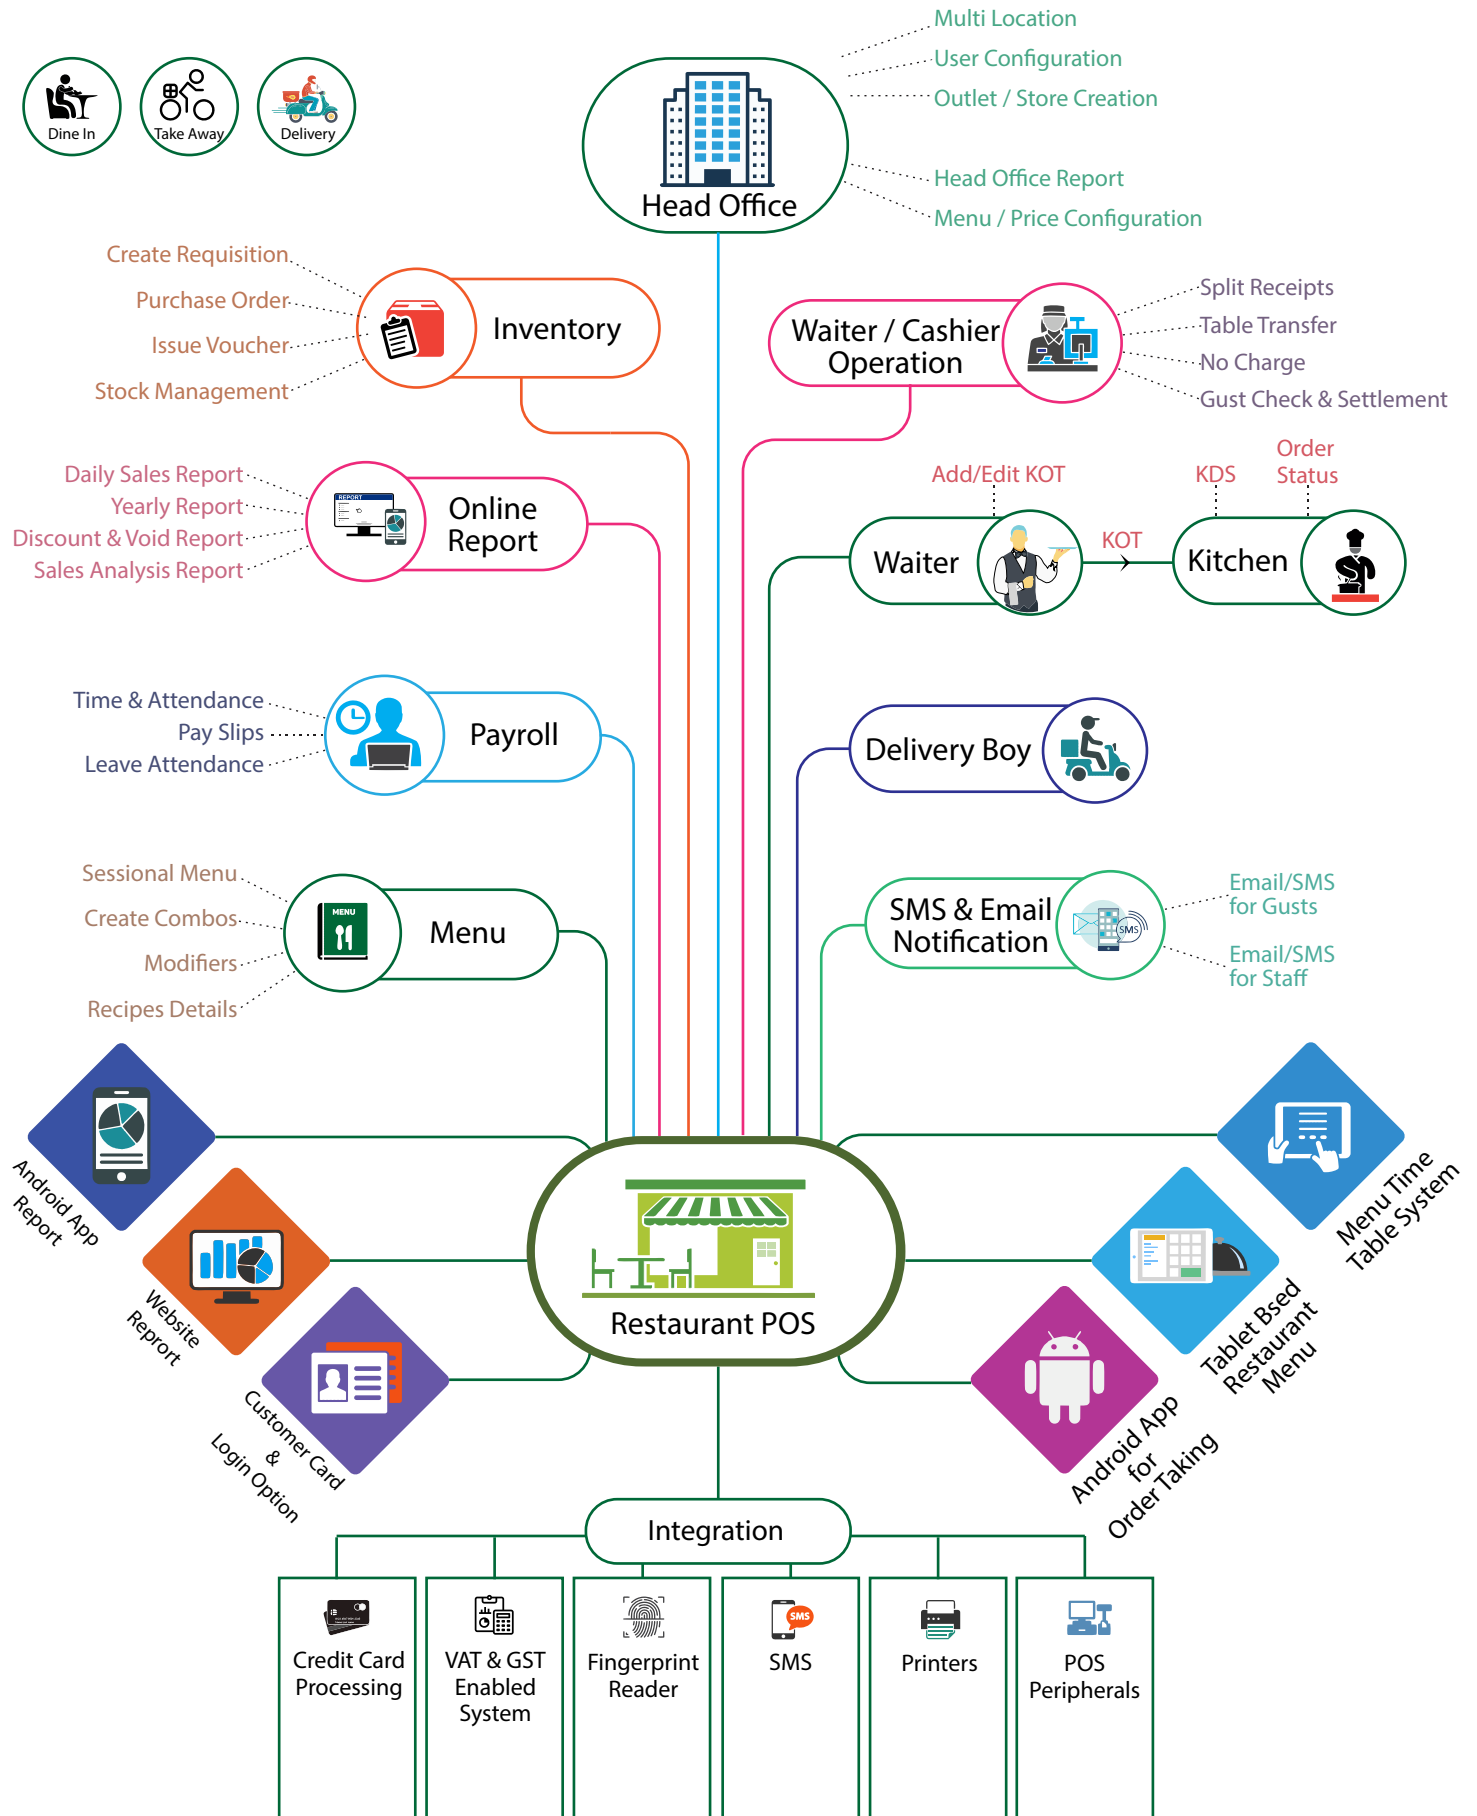 Multi Location
User Configuration
Outlet / Store Creation
Head Office Report
Menu / Price Configuration
Dine In
Take Away
Delivery
Head Office
Create Requisition
Purchase Order
Issue Voucher
Stock Management
Inventory
Waiter / Cashier
Operation
Split Receipts
Table Transfer
No Charge
Gust Check & Settlement
Daily Sales Report
Yearly Report
Discount & Void Report
Sales Analysis Report
REPORT
Online
Report
Add/Edit KOT
KDS
Order
Status
Waiter
KOT
Kitchen
Time & Attendance
Pay Slips
Leave Attendance
Payroll
Delivery Boy
Sessional Menu
Create Combos
Modifiers
Recipes Details
MENU
Menu
SMS & Email
Notification
SMS
Email/SMS
for Gusts
Email/SMS
for Staff
Android App
Report
Website
Reprort
Customer Card
&
Login Option
Restaurant POS
Menu Time
Table System
Tablet Bsed
Restaurant
Menu
Android App
for
Order Taking
Integration
Credit Card
Processing
VAT & GST
Enabled
System
Fingerprint
Reader
SMS
SMS
Printers
POS
Peripherals